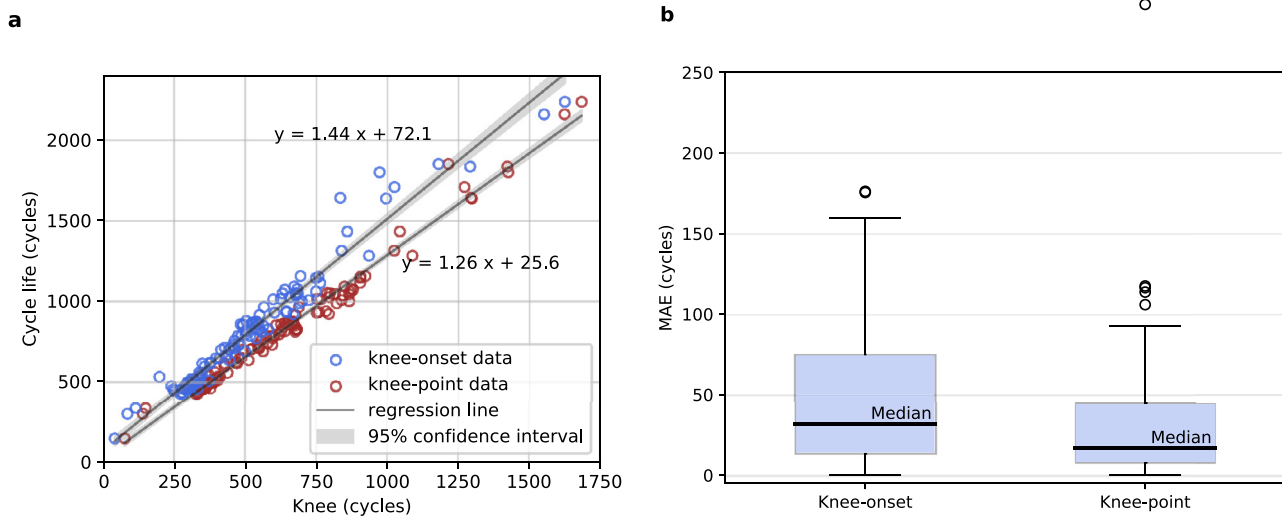 a
y = 1.44 x + 72.1
y = 1.26 x + 25.6
2000
1500
1000
500
0
Cycle life (cycles)
knee-onset data
knee-point data
regression line
95% confidence interval
0
250
500
750
1000
1250
1500
1750
Knee (cycles)
b
250
200
150
100
50
0
MAE (cycles)
Median
Median
Knee-onset
Knee-point